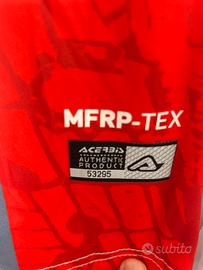 MFRP-TEX
ACERBIS
AUTHENTIC
PRODUCT
53295
subito